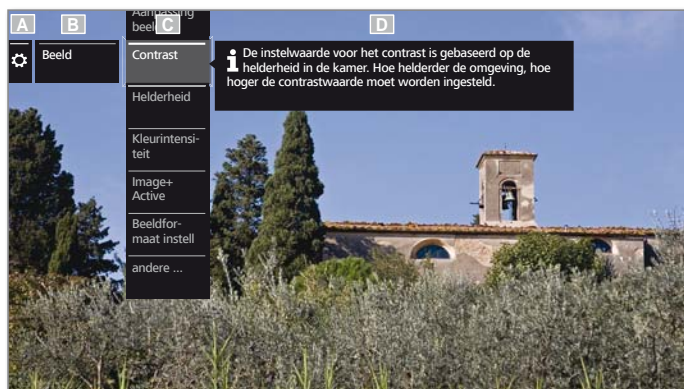 A
B
C
D
Aanpassing
beeld
Beeld
Contrast
Helderheid
Kleurintensi-
teit
Image+
Active
Beeldfor-
maat instell
andere ...
De instelwaarde voor het contrast is gebaseerd op de
helderheid in de kamer. Hoe helderder de omgeving, hoe
hoger de contrastwaarde moet worden ingesteld.